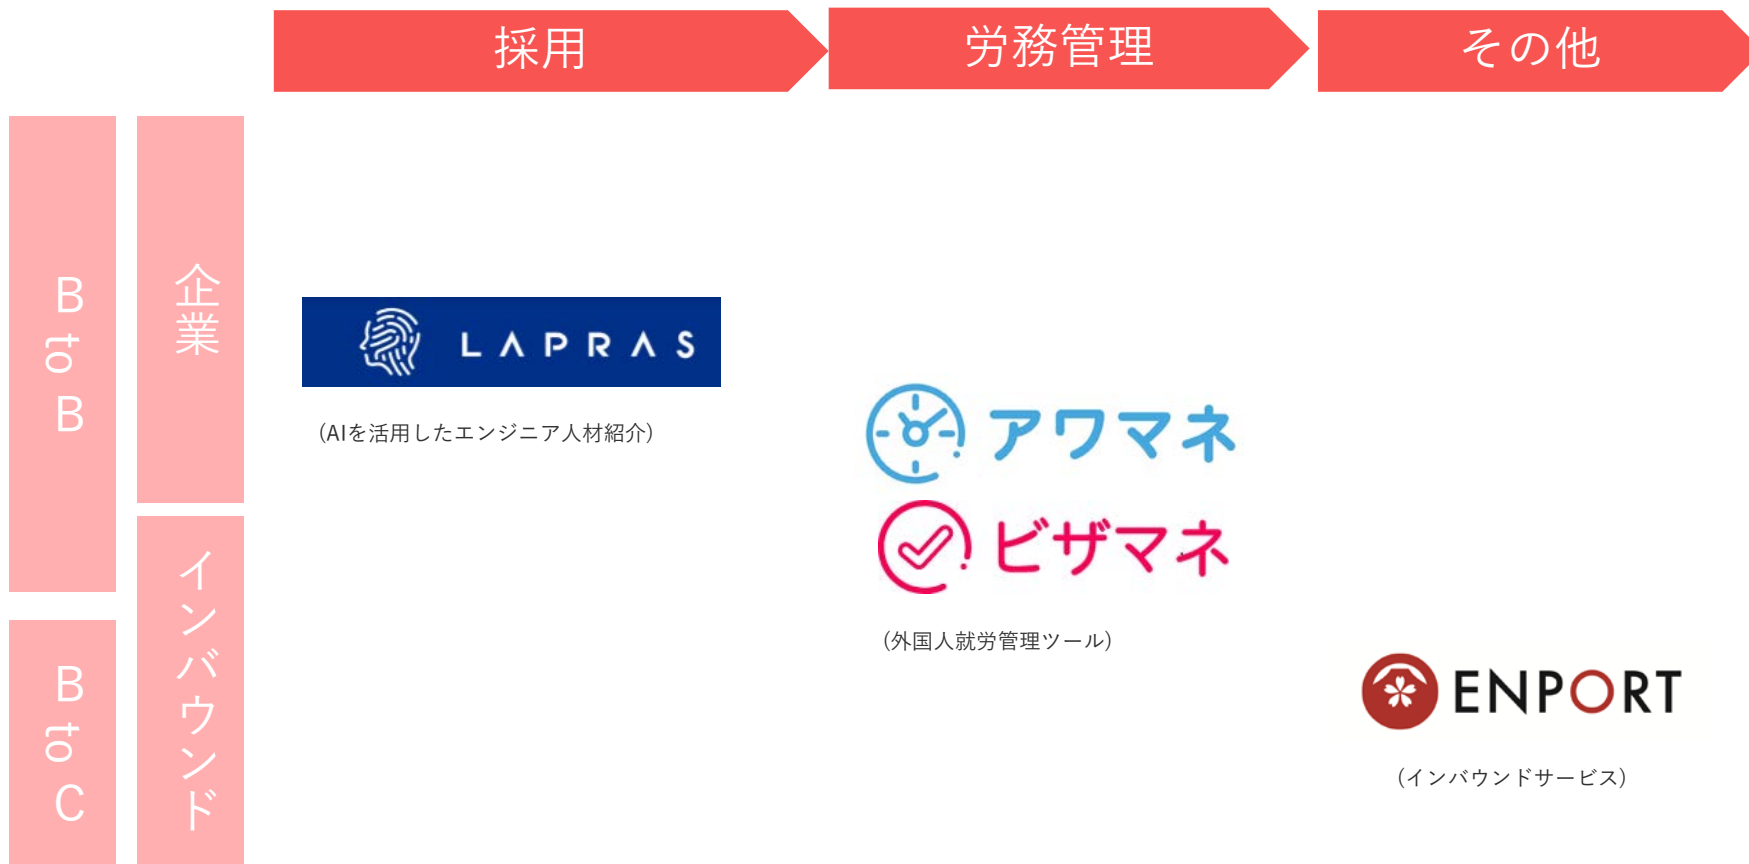 採用
労務管理
その他
B to B
企業
LAPRAS
（AIを活用したエンジニア人材紹介）
アワマネ
ビザマネ
（外国人就労管理ツール）
インバウンド
B to C
ENPORT
（インバウンドサービス）